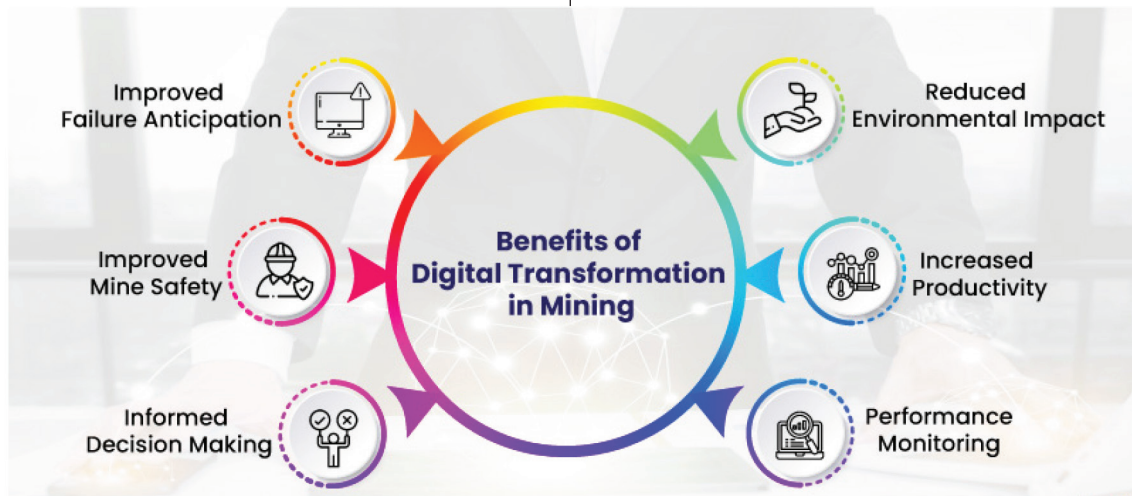 Improved
Failure Anticipation
Reduced
Environmental Impact
Benefits of
Digital Transformation
in Mining
Improved
Mine Safety
Increased
Productivity
Informed
Decision Making
Performance
Monitoring